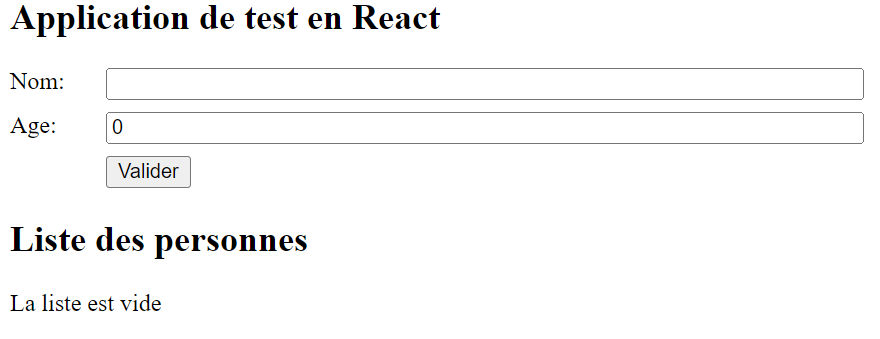 Application de test en React
Nom:
Age: 0
Valider
Liste des personnes
La liste est vide